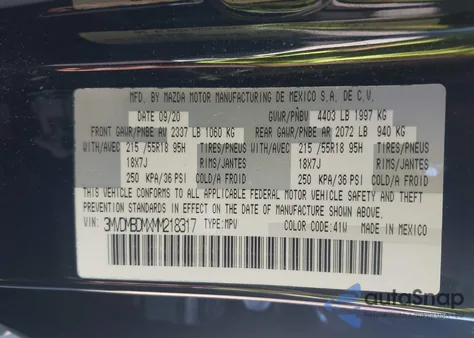 MFD. BY MAZDA MOTOR MANUFACTURING DE MEXICO S.A. DE C.V.
DATE 09/20 GVWR/PNBV 4403 LB 1997 KG
FRONT GAWR/PNBE AV 2337 LB 1060 KG REAR GAWR/PNBE AR 2072 LB 940 KG
WITH/AVEC 215 /55R18 95H TIRES/PNEUS WITH/AVEC 215 /55R18 95H TIRES/PNEUS
18X7J RIMS/JANTES 18X7J RIMS/JANTES
250 KPA/36 PSI COLD/A FROID 250 KPA/36 PSI COLD/A FROID
THIS VEHICLE CONFORMS TO ALL APPLICABLE FEDERAL MOTOR VEHICLE SAFETY AND THEFT
PREVENTION STANDARDS IN EFFECT ON THE DATE OF MANUFACTURE SHOWN ABOVE.
VIN: 3MVDMBDMXMM218317 TYPE:MPV COLOR CODE: 41W MADE IN MEXICO
autoSnap